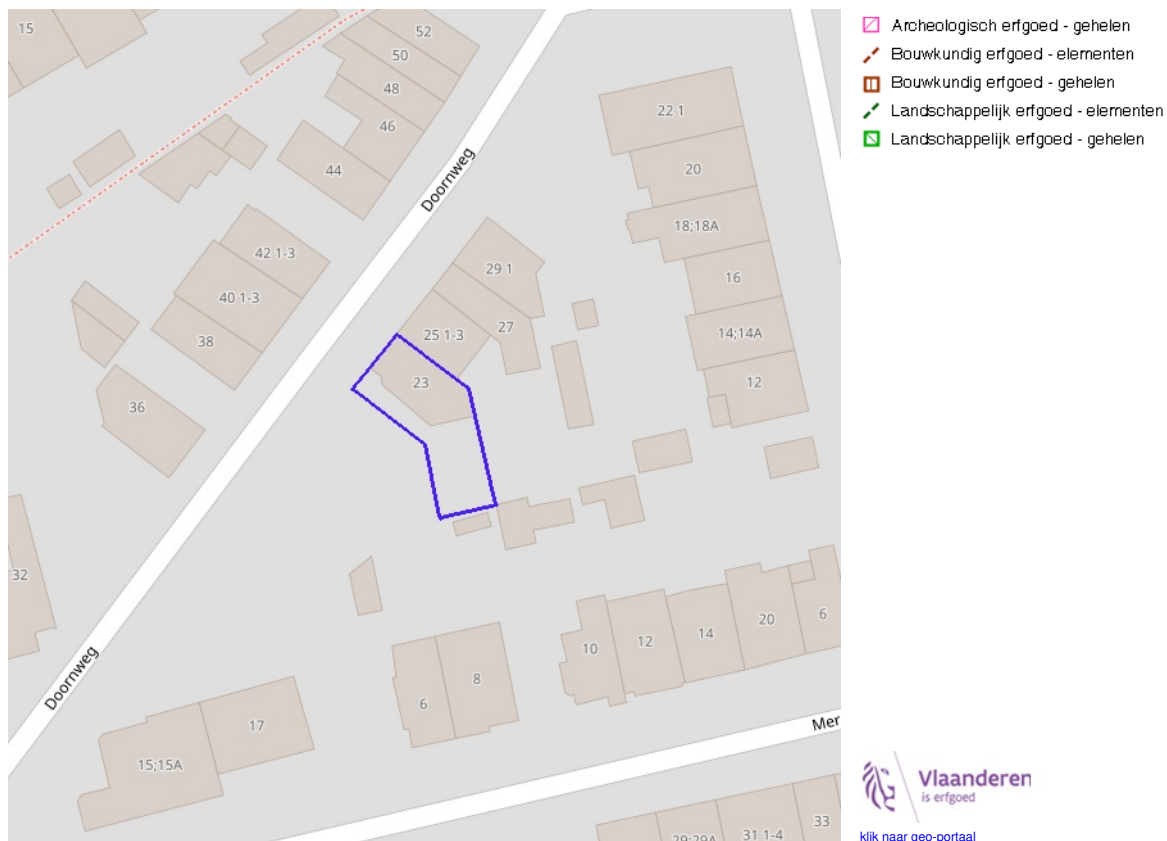 15
52
50
48
46
44
Doornweg
42 1-3
40 1-3
38
36
32
29 1
27
25 1-3
23
22 1
20
18;18A
16
14;14A
12
Doornweg
15;15A
17
6
8
10
12
14
20
6
Mer
29;29A
31 1-4
33
Archeologisch erfgoed - gehelen
Bouwkundig erfgoed - elementen
Bouwkundig erfgoed - gehelen
Landschappelijk erfgoed - elementen
Landschappelijk erfgoed - gehelen
Vlaanderen
is erfgoed
klik naar geo-portaal